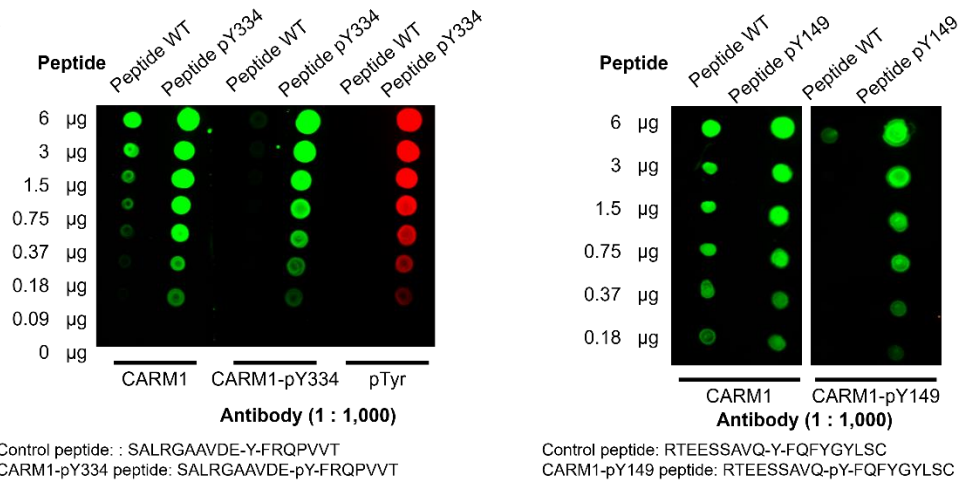 Peptide
Peptide WT
Peptide pY334
Peptide WT
Peptide pY334
Peptide WT
Peptide pY334
6 µg
3 µg
1.5 µg
0.75 µg
0.37 µg
0.18 µg
0.09 µg
0 µg
CARM1
CARM1-pY334
pTyr
Antibody (1 : 1,000)
Control peptide: : SALRGAAVDE-Y-FRQPVVT
CARM1-pY334 peptide: SALRGAAVDE-pY-FRQPVVT
Peptide
Peptide WT
Peptide pY149
Peptide WT
Peptide pY149
6 µg
3 µg
1.5 µg
0.75 µg
0.37 µg
0.18 µg
CARM1
CARM1-pY149
Antibody (1 : 1,000)
Control peptide: RTEESSAVQ-Y-FQFYGYLSC
CARM1-pY149 peptide: RTEESSAVQ-pY-FQFYGYLSC